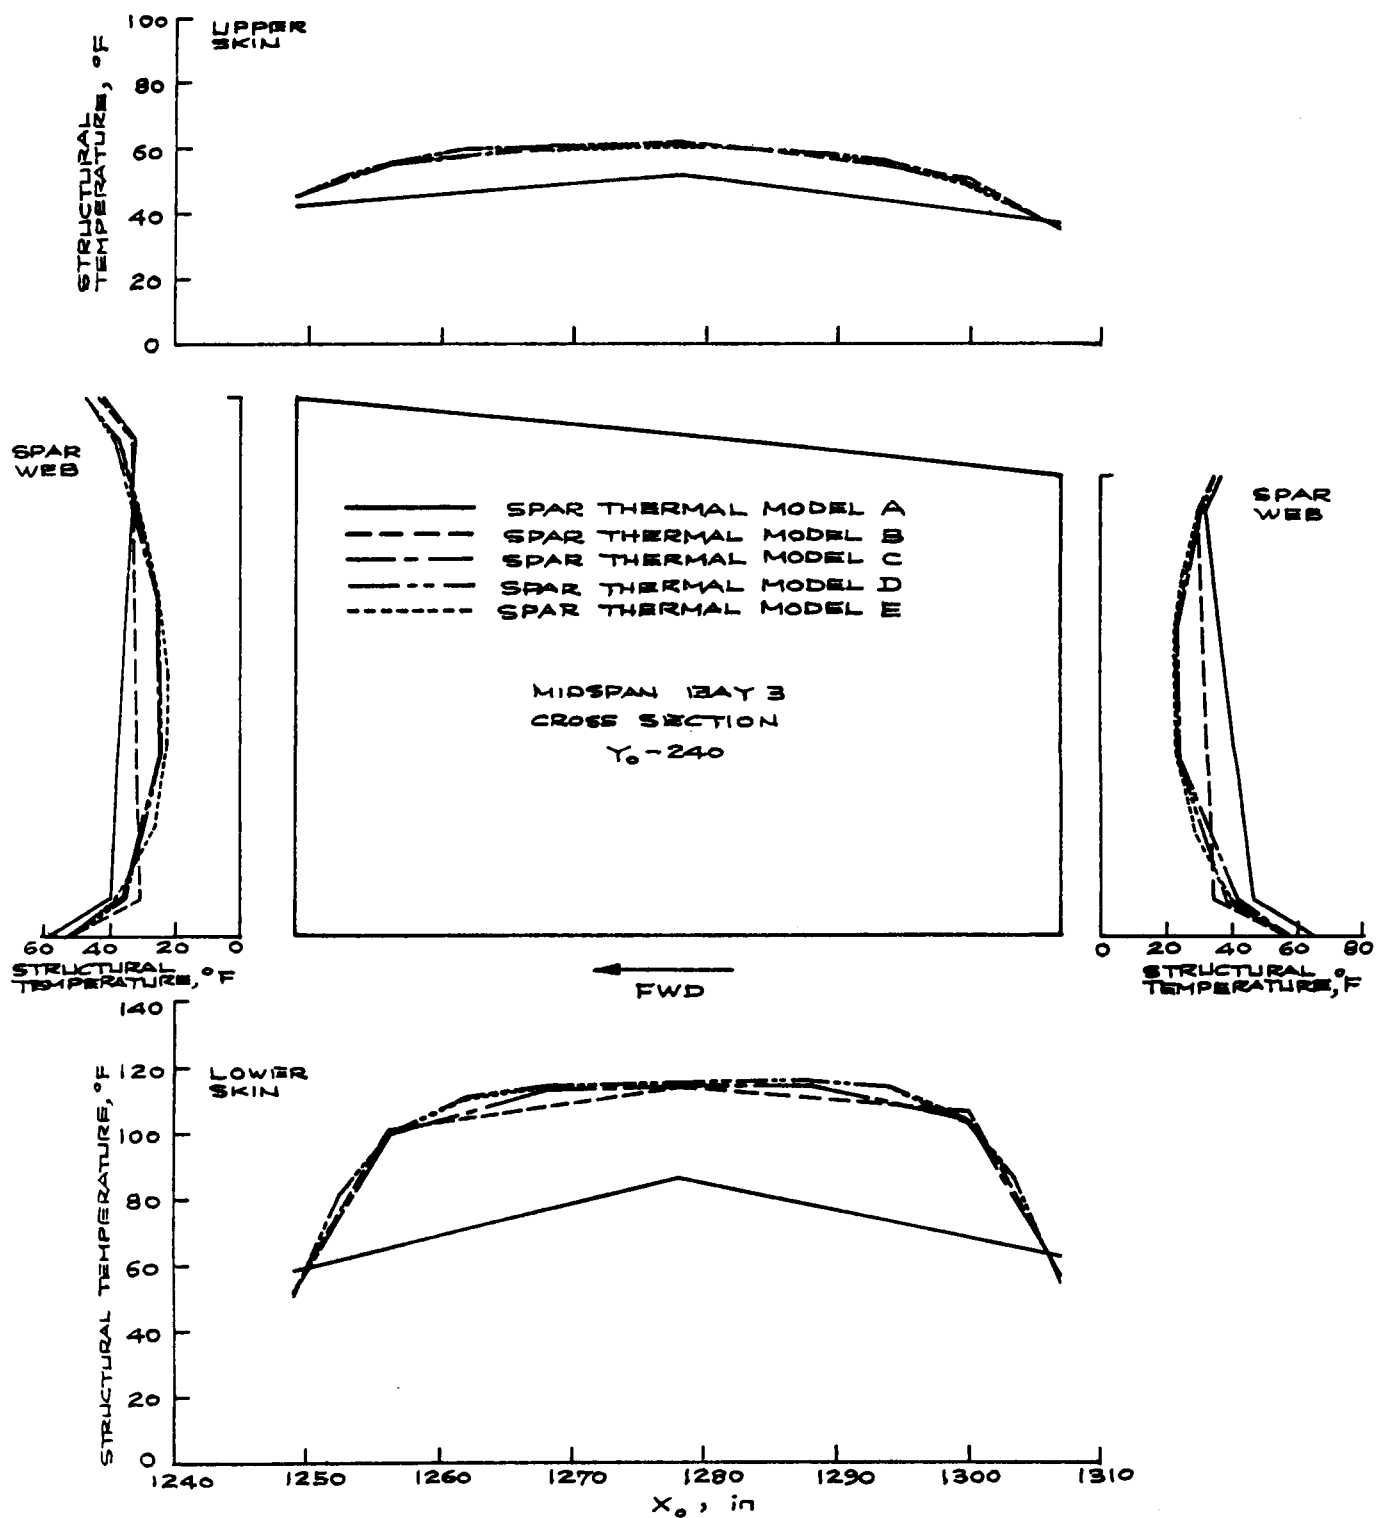 UPPER
SKIN
STRUCTURAL
TEMPERATURE, °F
100
80
60
40
20
0
SPAR
WEB
60 40 20 0
STRUCTURAL
TEMPERATURE, °F
SPAR THERMAL MODEL A
SPAR THERMAL MODEL B
SPAR THERMAL MODEL C
SPAR THERMAL MODEL D
SPAR THERMAL MODEL E
MIDSPAN BAY 3
CROSS SECTION
Yo-240
FWD
SPAR
WEB
0 20 40 60 80
STRUCTURAL
TEMPERATURE, °F
LOWER
SKIN
STRUCTURAL TEMPERATURE, °F
140
120
100
80
60
40
20
0
1240 1250 1260 1270 1280 1290 1300 1310
Xo, in